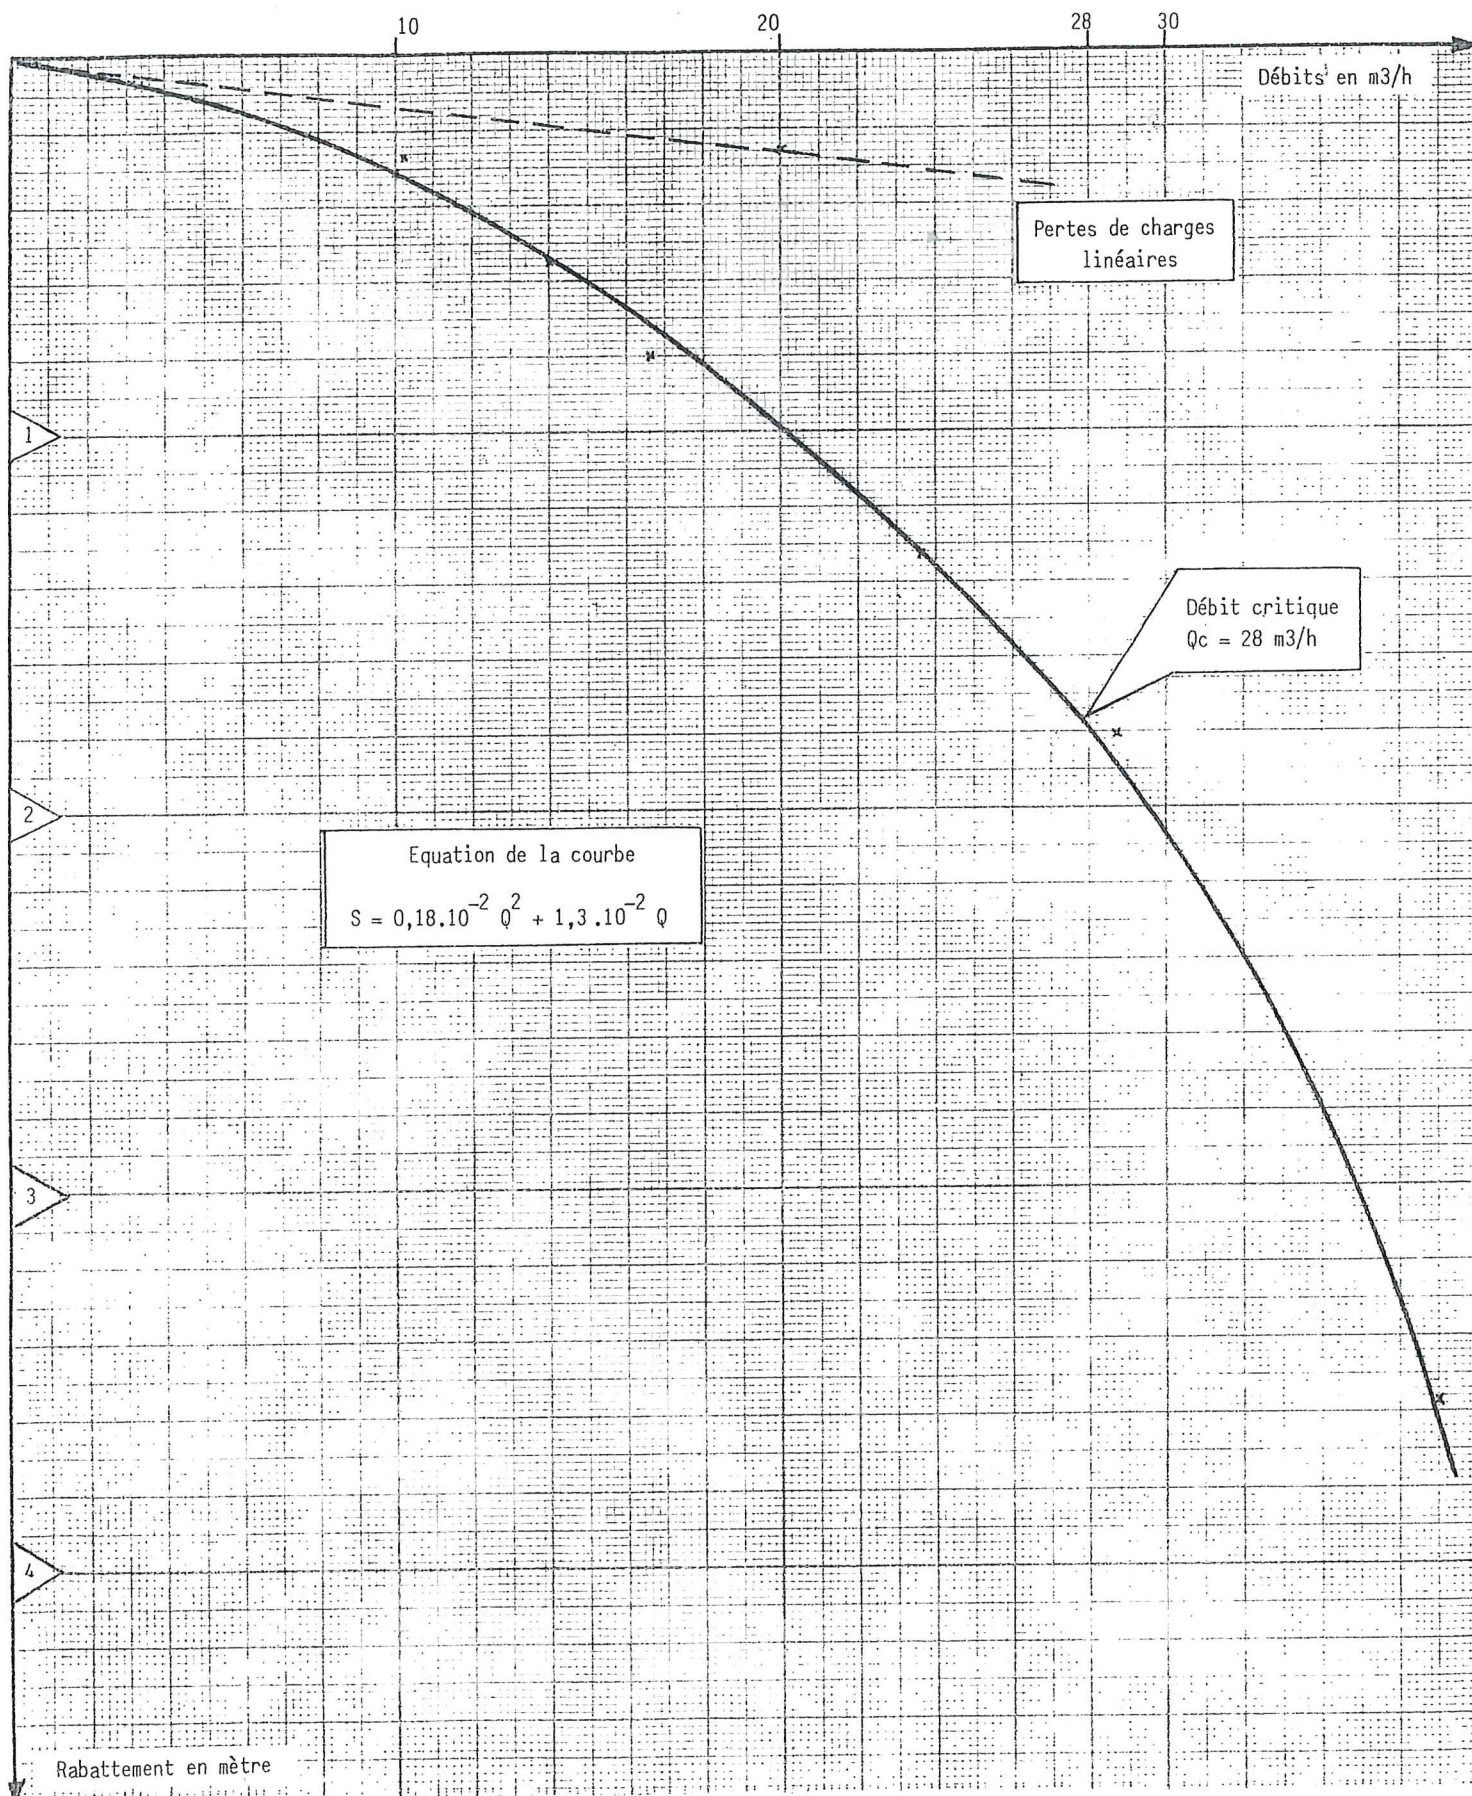 10 20 28 30
Débits en m3/h
Pertes de charges
linéaires
1
Débit critique
Qc = 28 m3/h
2
Equation de la courbe
S = 0,18.10⁻² Q² + 1,3.10⁻² Q
3
4
Rabattement en mètre